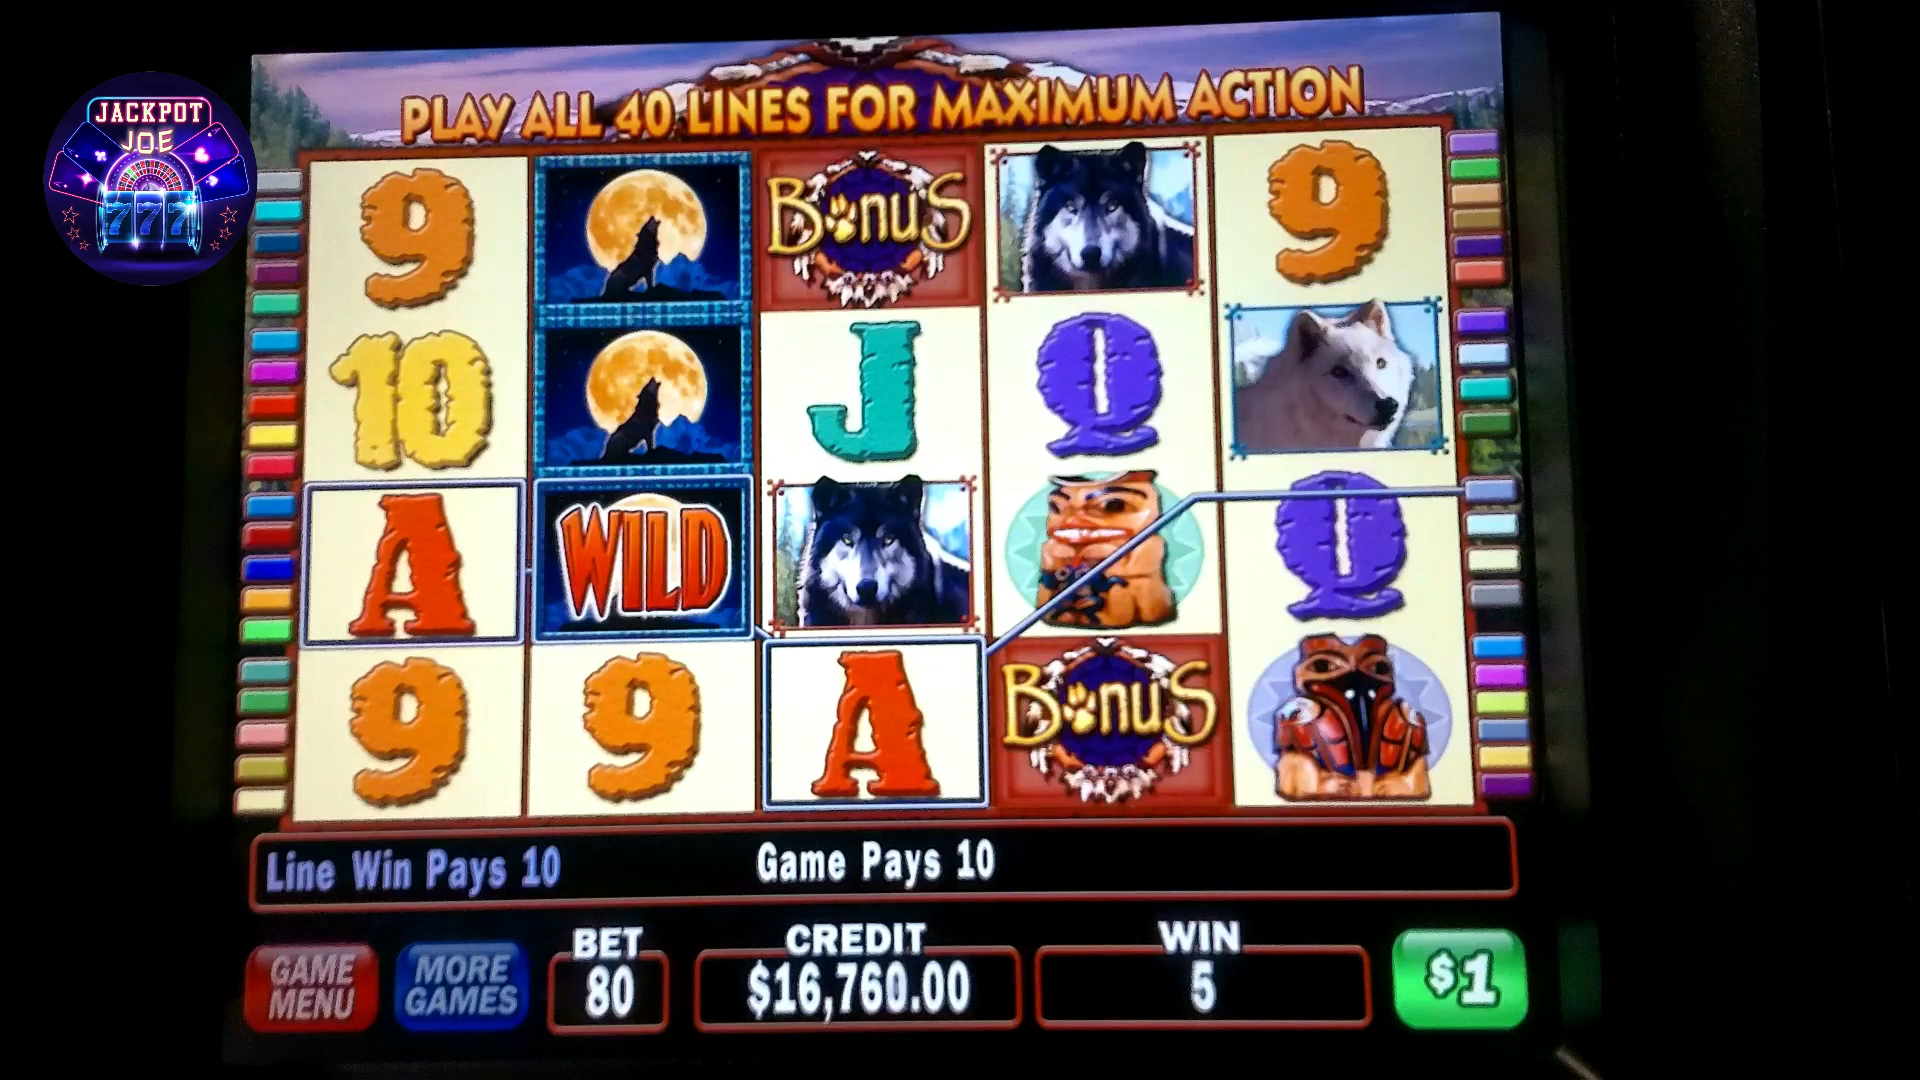 JACKPOT
JOE
777
PLAY ALL 40 LINES FOR MAXIMUM ACTION
9
BONUS
9
10
J
Q
A
WILD
Q
9
9
A
BONUS
Line Win Pays 10
Game Pays 10
GAME
MENU
MORE
GAMES
BET
80
CREDIT
$16,760.00
WIN
5
$1